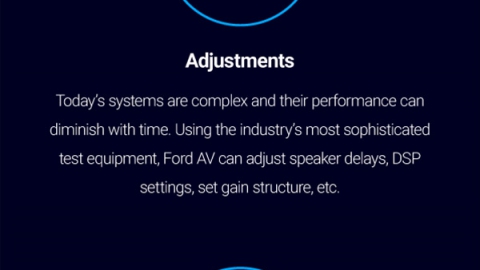 Adjustments
Today's systems are complex and their performance can
diminish with time. Using the industry's most sophisticated
test equipment, Ford AV can adjust speaker delays, DSP
settings, set gain structure, etc.